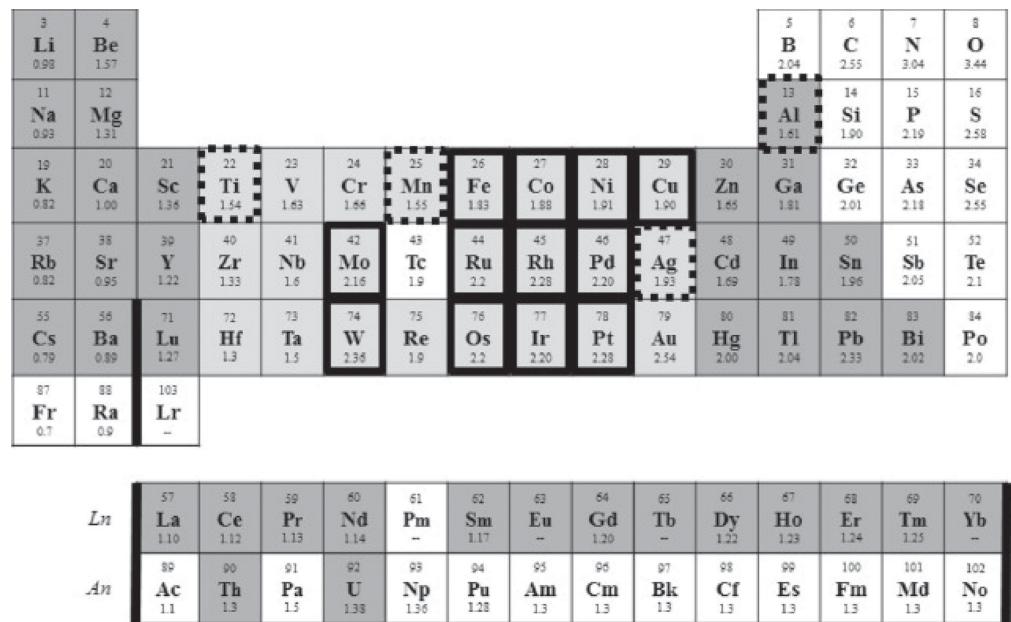 3 4 5 6 7 8
Li Be B C N O
0.98 1.57 2.04 2.55 3.04 3.44
11 12 13 14 15 16
Na Mg Al Si P S
0.93 1.31 1.61 1.90 2.19 2.58
19 20 21 22 23 24 25 26 27 28 29 30 31 32 33 34
K Ca Sc Ti V Cr Mn Fe Co Ni Cu Zn Ga Ge As Se
0.82 1.00 1.36 1.54 1.63 1.66 1.55 1.83 1.88 1.91 1.90 1.65 1.81 2.01 2.18 2.55
37 38 39 40 41 42 43 44 45 46 47 48 49 50 51 52
Rb Sr Y Zr Nb Mo Tc Ru Rh Pd Ag Cd In Sn Sb Te
0.82 0.95 1.22 1.33 1.6 2.16 1.9 2.2 2.28 2.20 1.93 1.69 1.78 1.96 2.05 2.1
55 56 71 72 73 74 75 76 77 78 79 80 81 82 83 84
Cs Ba Lu Hf Ta W Re Os Ir Pt Au Hg Tl Pb Bi Po
0.79 0.89 1.27 1.3 1.5 2.36 1.9 2.2 2.20 2.28 2.54 2.00 2.04 2.33 2.02 2.0
87 88 103
Fr Ra Lr
0.7 0.9 --
57 58 59 60 61 62 63 64 65 66 67 68 69 70
Ln La Ce Pr Nd Pm Sm Eu Gd Tb Dy Ho Er Tm Yb
1.10 1.12 1.13 1.14 -- 1.17 -- 1.20 -- 1.22 1.23 1.24 1.25 --
89 90 91 92 93 94 95 96 97 98 99 100 101 102
An Ac Th Pa U Np Pu Am Cm Bk Cf Es Fm Md No
1.1 1.3 1.5 1.38 1.36 1.28 1.3 1.3 1.3 1.3 1.3 1.3 1.3 1.3